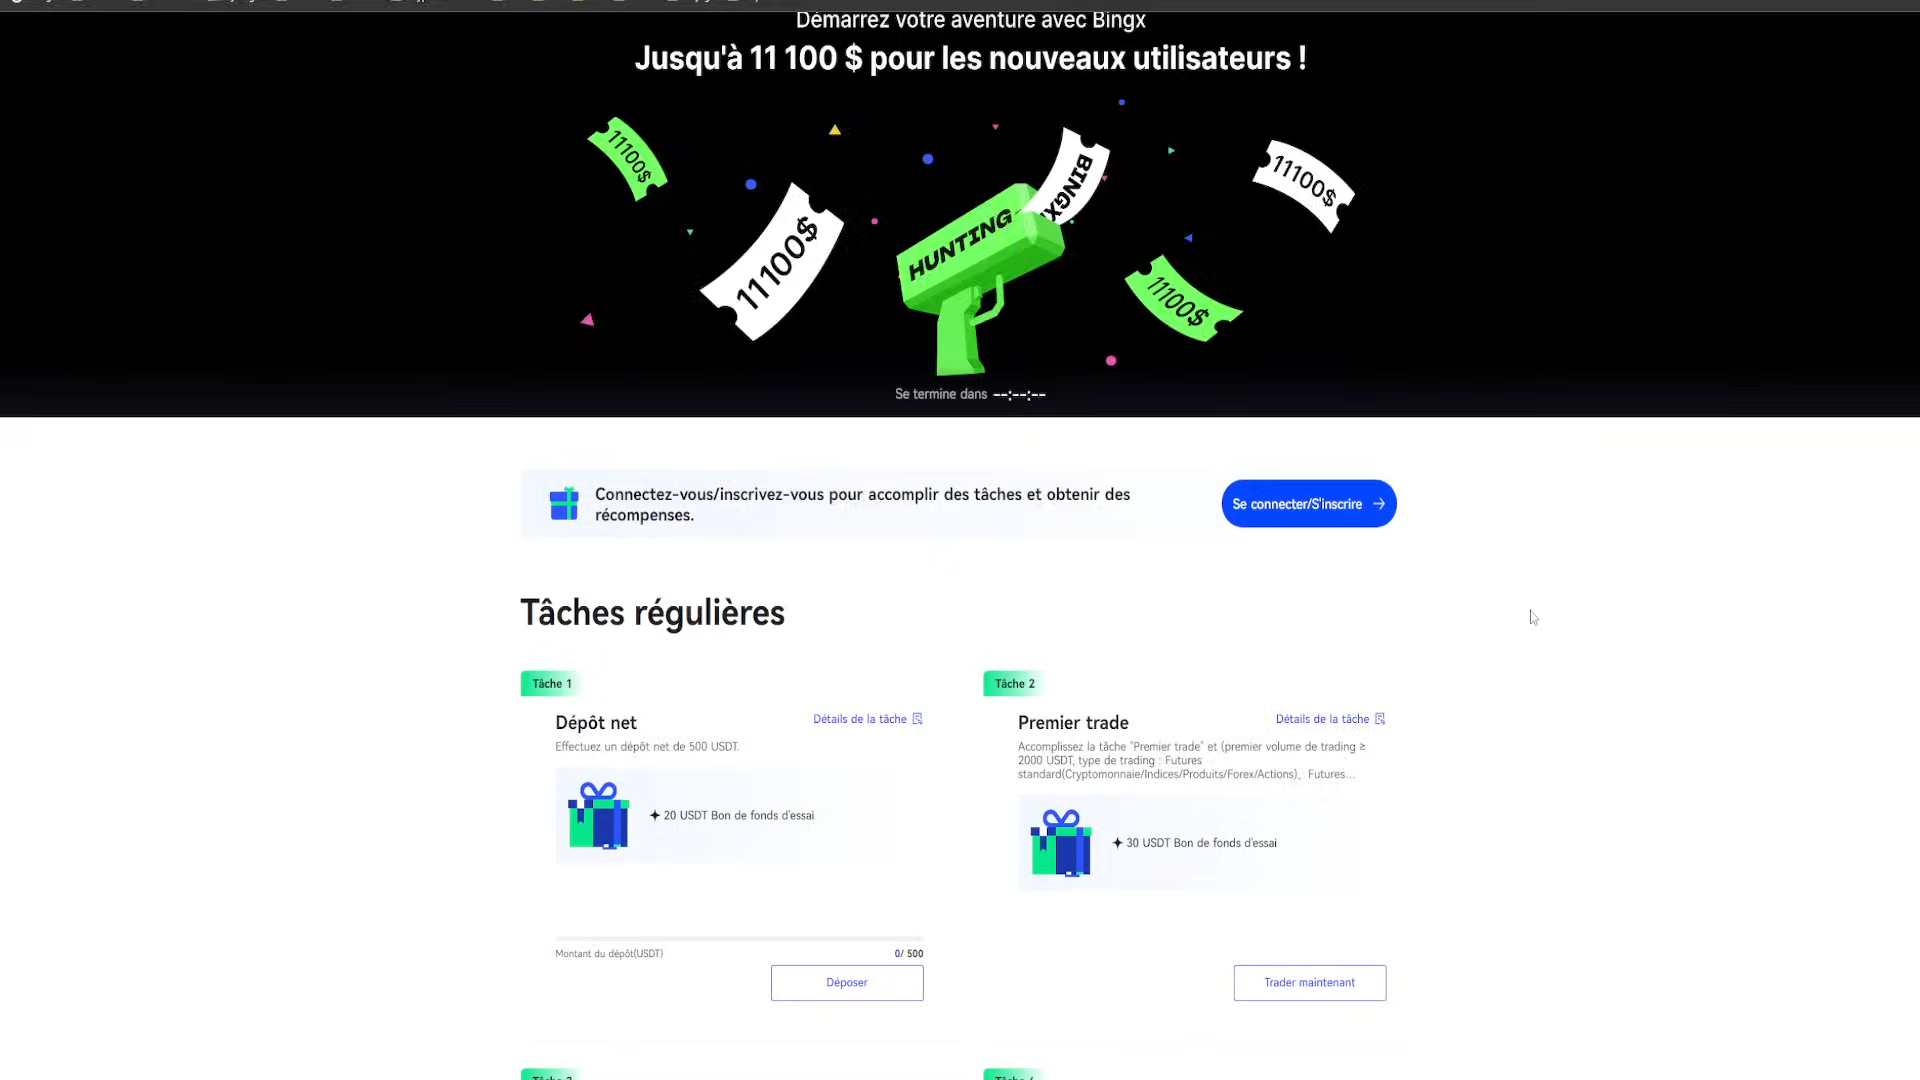 Démarrez votre aventure avec Bingx
Jusqu'à 11 100 $ pour les nouveaux utilisateurs !
11100$
11100$
HUNTING
BINGX
11100$
11100$
Se termine dans --:--:--
Connectez-vous/inscrivez-vous pour accomplir des tâches et obtenir des
récompenses.
Se connecter/S'inscrire
Tâches régulières
Tâche 1
Dépôt net
Détails de la tâche
Effectuez un dépôt net de 500 USDT.
20 USDT Bon de fonds d'essai
Montant du dépôt(USDT)
0/ 500
Déposer
Tâche 2
Premier trade
Détails de la tâche
Accomplissez la tâche "Premier trade" et (premier volume de trading ≥
2000 USDT, type de trading : Futures
standard(Cryptomonnaie/Indices/Produits/Forex/Actions)、Futures...
30 USDT Bon de fonds d'essai
Trader maintenant